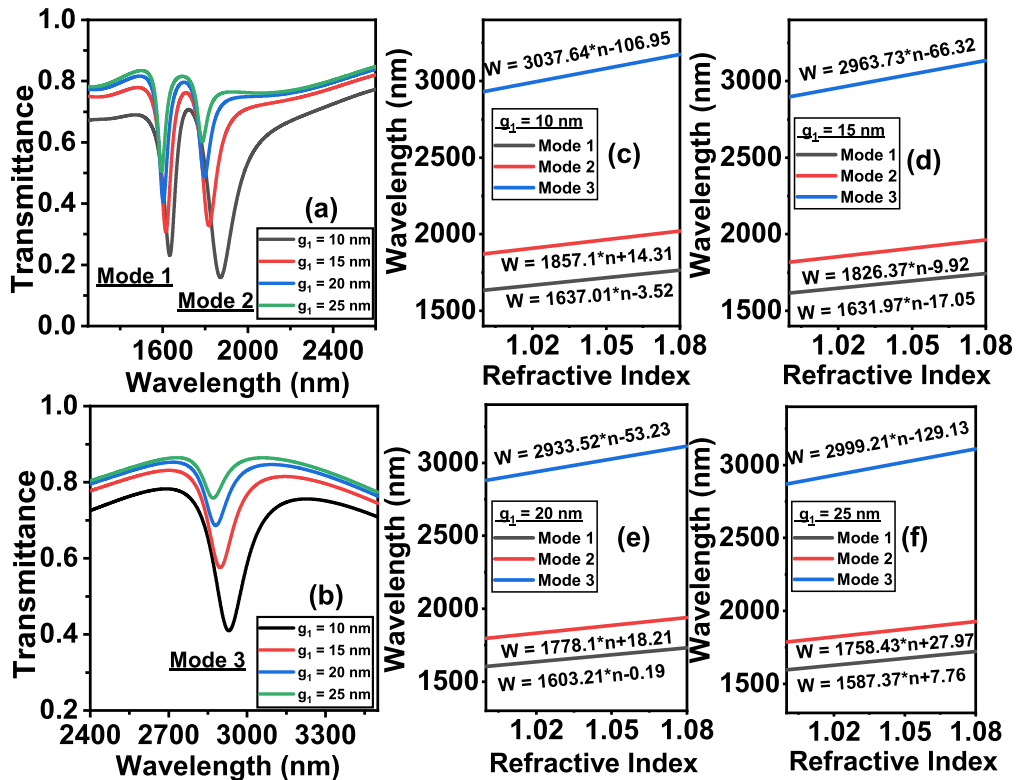 1.0
0.8
0.6
0.4
0.2
0.0
Transmittance
(a)
Mode 1
Mode 2
g₁ = 10 nm
g₁ = 15 nm
g₁ = 20 nm
g₁ = 25 nm
1600 2000 2400
Wavelength (nm)
Wavelength (nm)
3000
2500
2000
1500
W = 3037.64*n-106.95
g₁ = 10 nm
Mode 1
Mode 2
Mode 3
(c)
W = 1857.1*n+14.31
W = 1637.01*n-3.52
1.02 1.05 1.08
Refractive Index
Wavelength (nm)
3000
2500
2000
1500
W = 2963.73*n-66.32
g₁ = 15 nm
Mode 1
Mode 2
Mode 3
(d)
W = 1826.37*n-9.92
W = 1631.97*n-17.05
1.02 1.05 1.08
Refractive Index
1.0
0.8
0.6
0.4
0.2
Transmittance
(b)
Mode 3
g₁ = 10 nm
g₁ = 15 nm
g₁ = 20 nm
g₁ = 25 nm
2400 2700 3000 3300
Wavelength (nm)
Wavelength (nm)
3000
2500
2000
1500
W = 2933.52*n-53.23
g₁ = 20 nm
Mode 1
Mode 2
Mode 3
(e)
W = 1778.1*n+18.21
W = 1603.21*n-0.19
1.02 1.05 1.08
Refractive Index
Wavelength (nm)
3000
2500
2000
1500
W = 2999.21*n-129.13
g₁ = 25 nm
Mode 1
Mode 2
Mode 3
(f)
W = 1758.43*n+27.97
W = 1587.37*n+7.76
1.02 1.05 1.08
Refractive Index